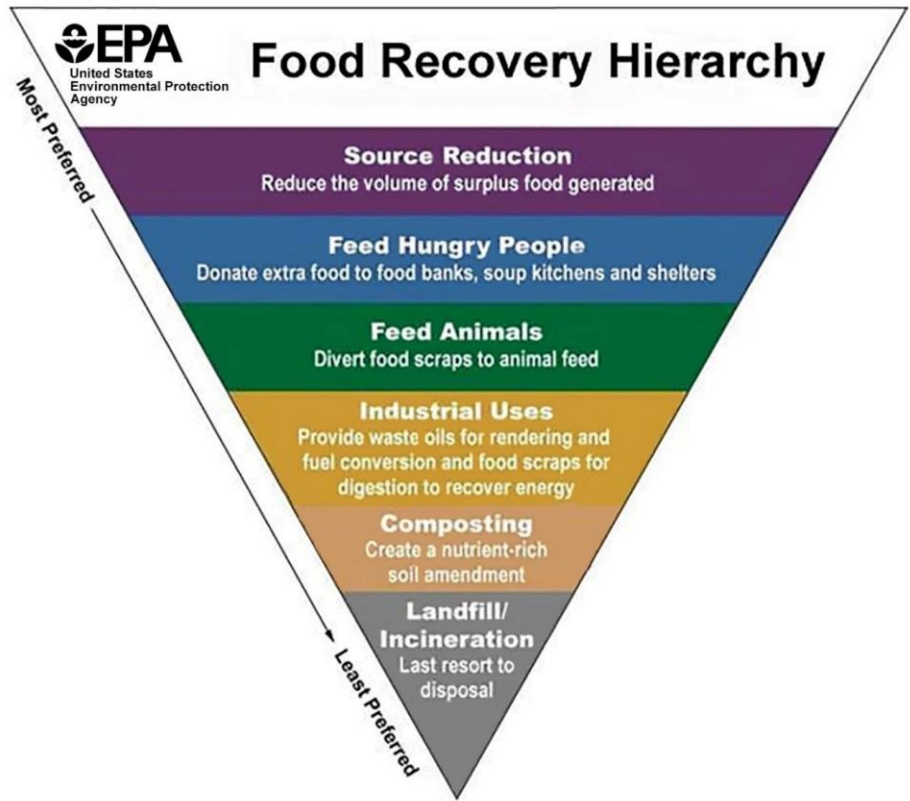 EPA
United States
Environmental Protection
Agency
Food Recovery Hierarchy
Most Preferred
Source Reduction
Reduce the volume of surplus food generated
Feed Hungry People
Donate extra food to food banks, soup kitchens and shelters
Feed Animals
Divert food scraps to animal feed
Industrial Uses
Provide waste oils for rendering and
fuel conversion and food scraps for
digestion to recover energy
Composting
Create a nutrient-rich
soil amendment
Landfill/
Incineration
Last resort to
disposal
Least Preferred